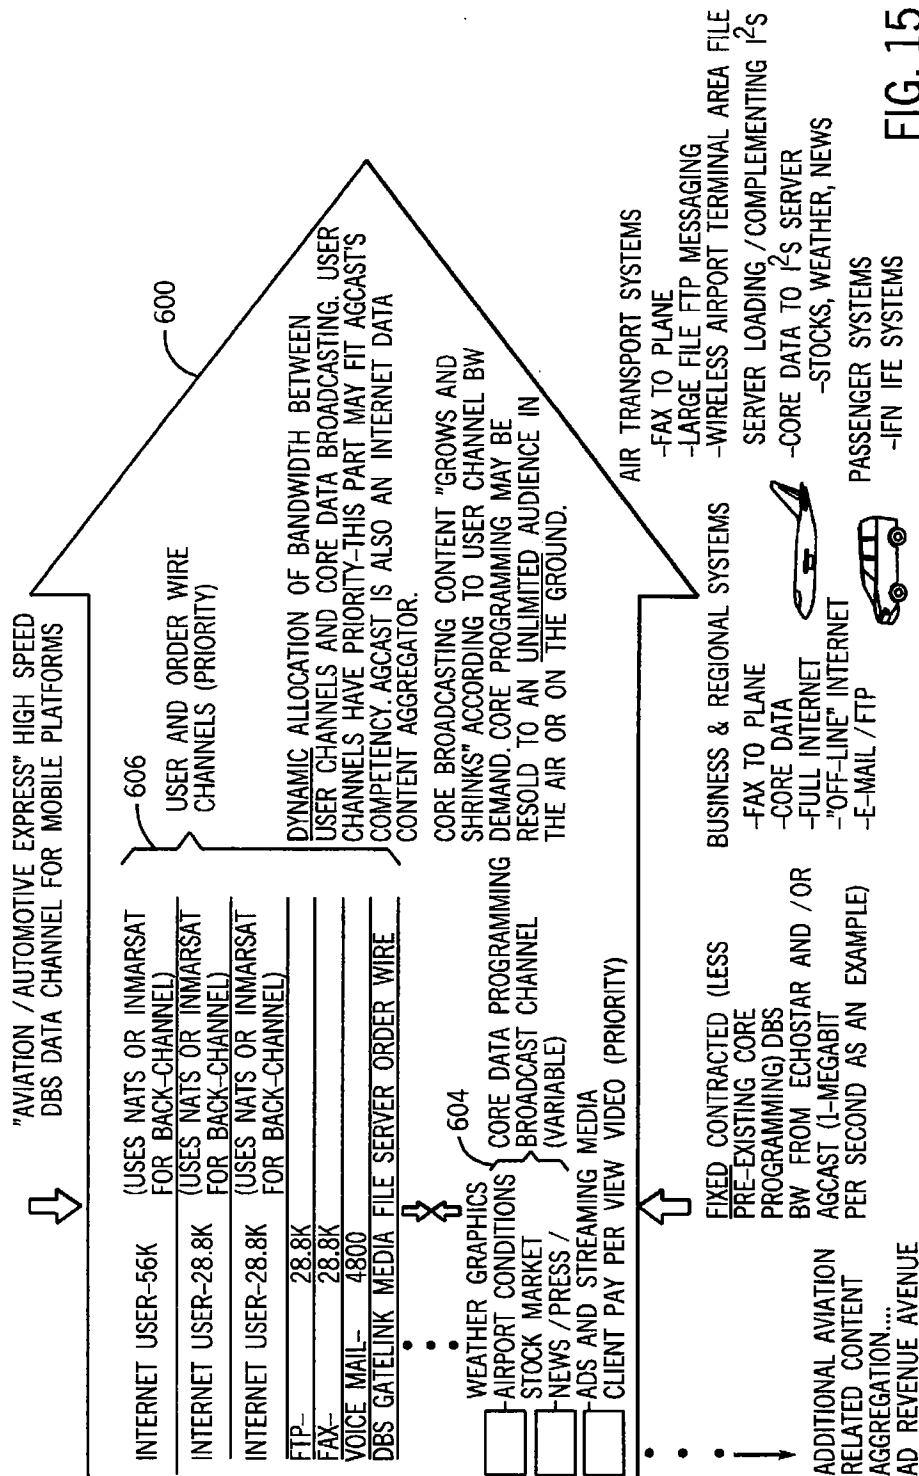 "AVIATION / AUTOMOTIVE EXPRESS" HIGH SPEED
DBS DATA CHANNEL FOR MOBILE PLATFORMS
600
606
USER AND ORDER WIRE
CHANNELS (PRIORITY)
INTERNET USER-56K (USES NATS OR INMARSAT
FOR BACK-CHANNEL)
INTERNET USER-28.8K (USES NATS OR INMARSAT
FOR BACK-CHANNEL)
INTERNET USER-28.8K (USES NATS OR INMARSAT
FOR BACK-CHANNEL)
FTP- 28.8K
FAX- 28.8K
VOICE MAIL- 4800
DBS GATELINK MEDIA FILE SERVER ORDER WIRE
DYNAMIC ALLOCATION OF BANDWIDTH BETWEEN
USER CHANNELS AND CORE DATA BROADCASTING. USER
CHANNELS HAVE PRIORITY-THIS PART MAY FIT AGCAST'S
COMPETENCY. AGCAST IS ALSO AN INTERNET DATA
CONTENT AGGREGATOR.
CORE BROADCASTING CONTENT "GROWS AND
SHRINKS" ACCORDING TO USER CHANNEL BW
DEMAND. CORE PROGRAMMING MAY BE
RESOLD TO AN UNLIMITED AUDIENCE IN
THE AIR OR ON THE GROUND.
604
WEATHER GRAPHICS
AIRPORT CONDITIONS
STOCK MARKET
NEWS / PRESS /
ADS AND STREAMING MEDIA
CLIENT PAY PER VIEW VIDEO (PRIORITY)
CORE DATA PROGRAMMING
BROADCAST CHANNEL
(VARIABLE)
ADDITIONAL AVIATION
RELATED CONTENT
AGGREGATION....
AD REVENUE AVENUE
FIXED CONTRACTED (LESS
PRE-EXISTING CORE
PROGRAMMING) DBS
BW FROM ECHOSTAR AND / OR
AGCAST (1-MEGABIT
PER SECOND AS AN EXAMPLE)
BUSINESS & REGIONAL SYSTEMS
-FAX TO PLANE
-CORE DATA
-FULL INTERNET
-"OFF-LINE" INTERNET
-E-MAIL / FTP
AIR TRANSPORT SYSTEMS
-FAX TO PLANE
-LARGE FILE FTP MESSAGING
-WIRELESS AIRPORT TERMINAL AREA FILE
SERVER LOADING / COMPLEMENTING I²S
-CORE DATA TO I²S SERVER
-STOCKS, WEATHER, NEWS
PASSENGER SYSTEMS
-IFN IFE SYSTEMS
FIG. 15